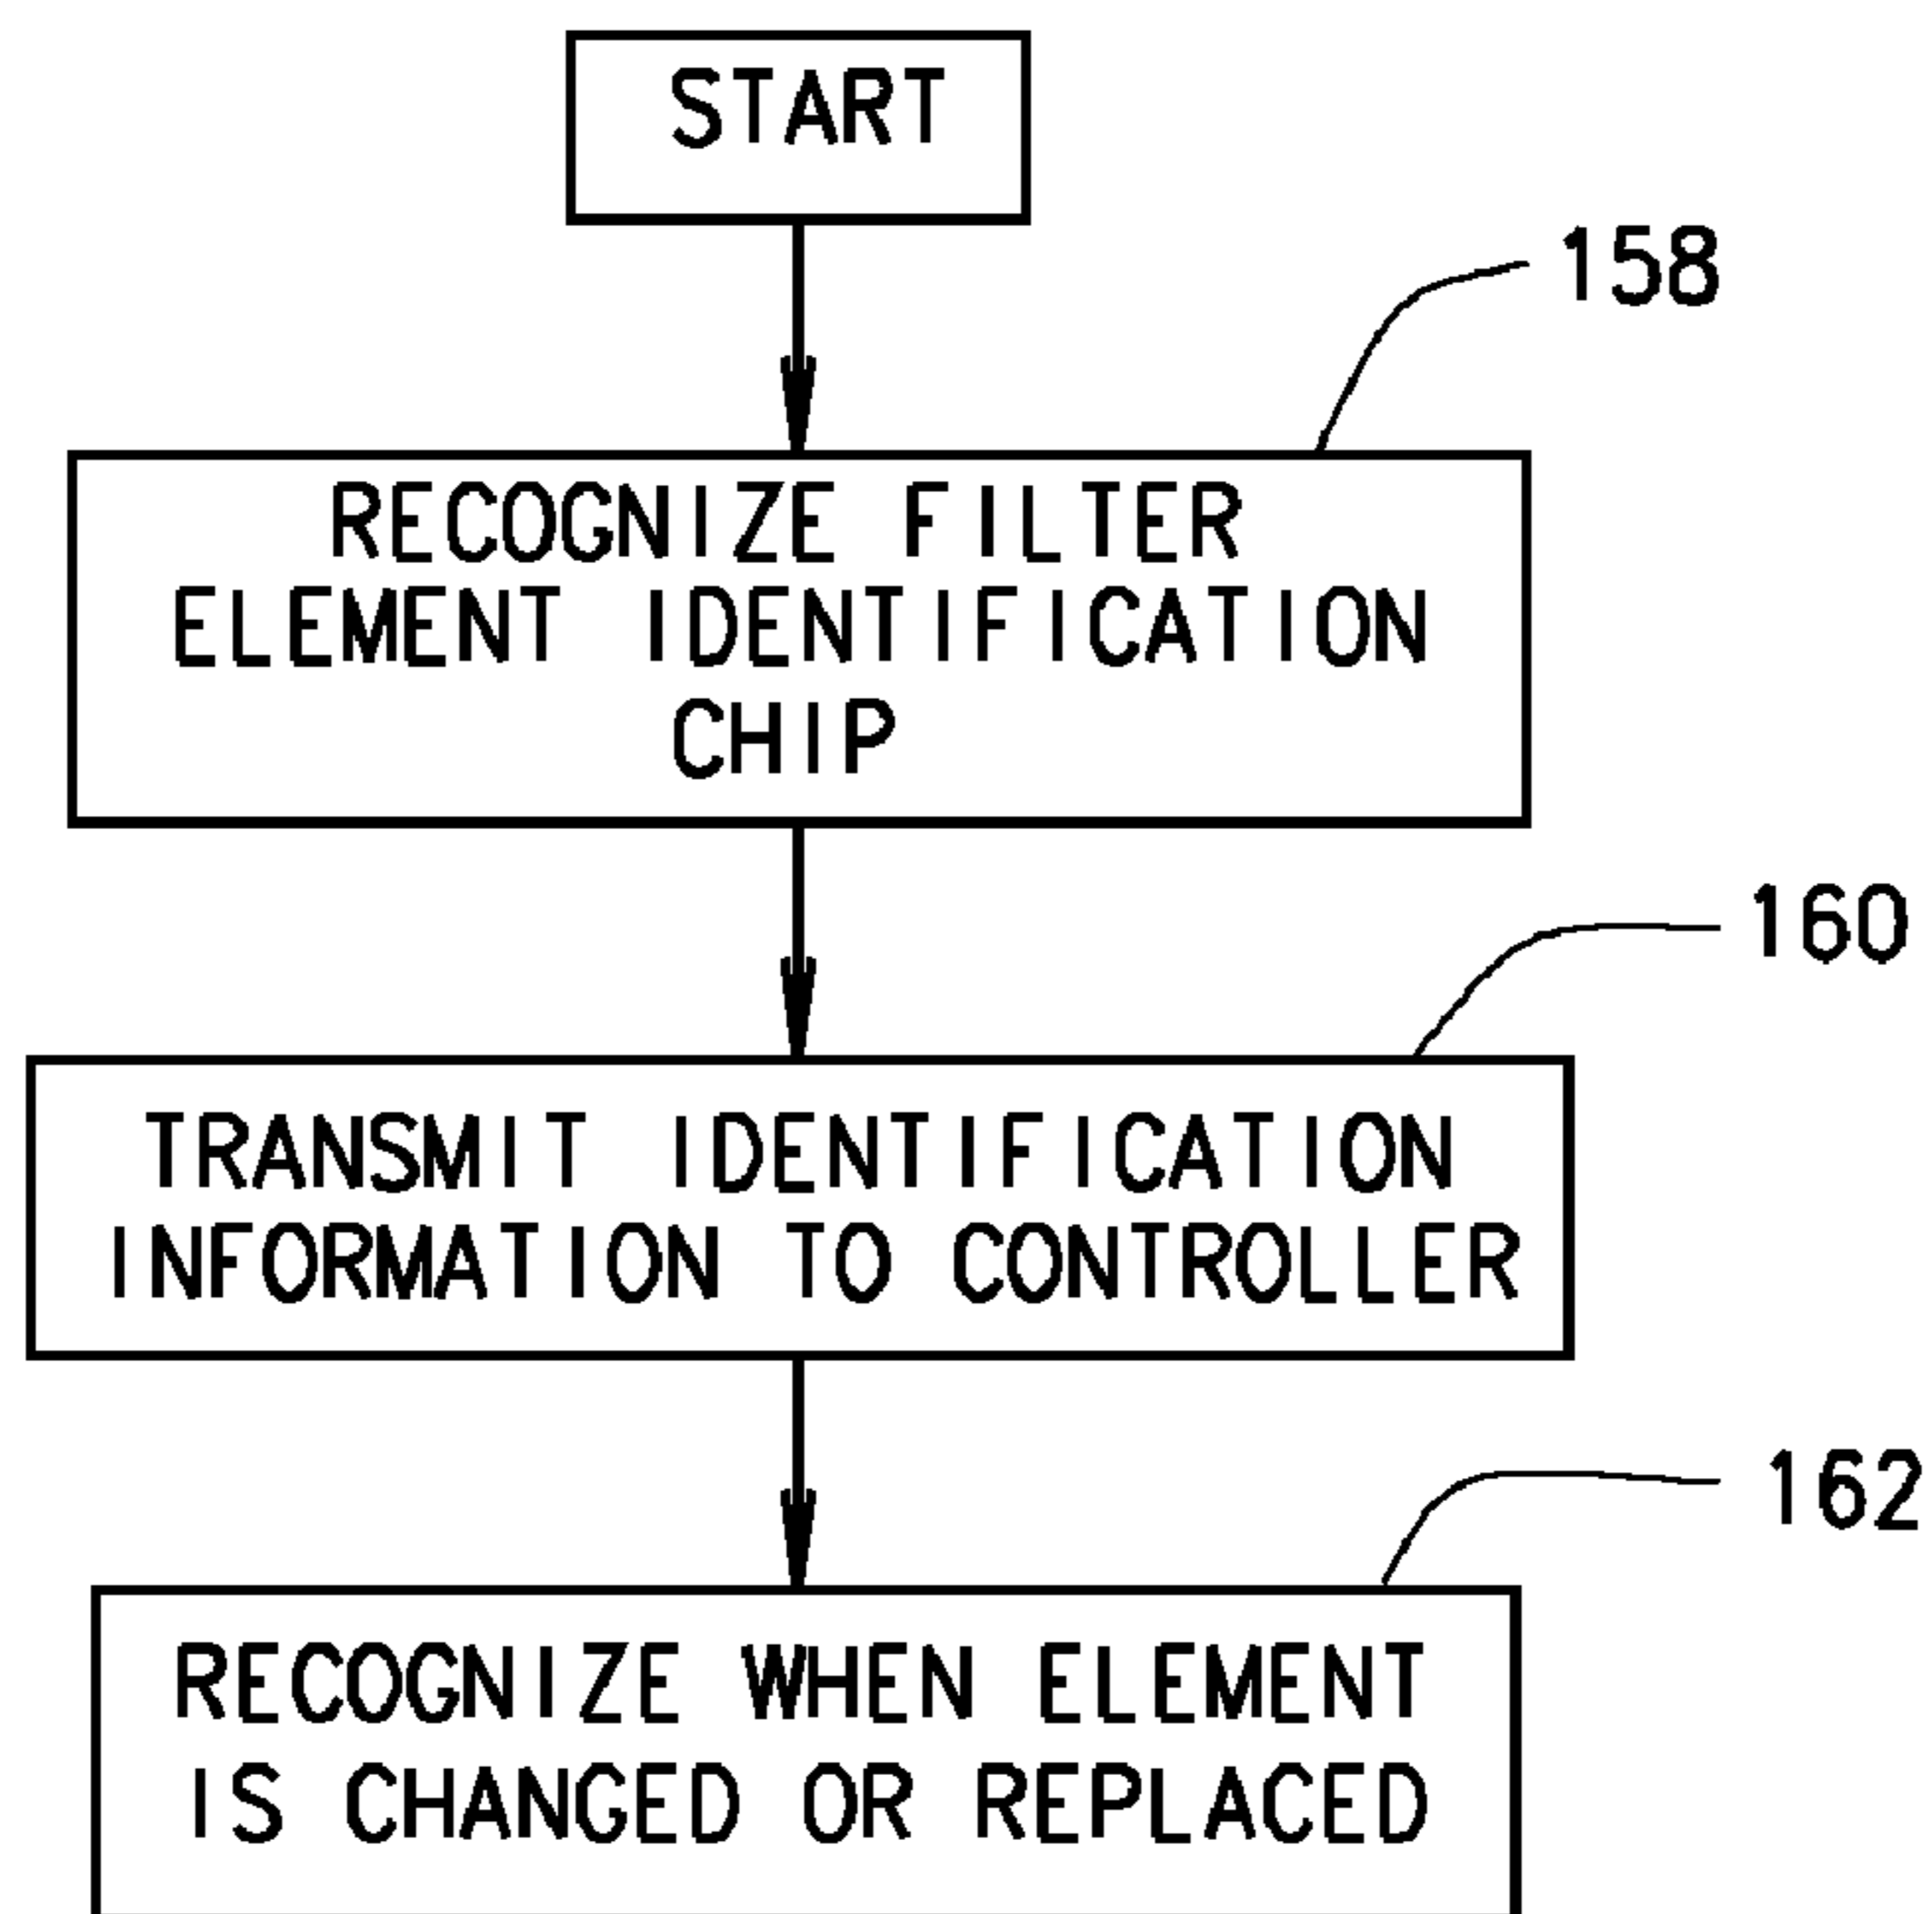 START
158
RECOGNIZE FILTER
ELEMENT IDENTIFICATION
CHIP
160
TRANSMIT IDENTIFICATION
INFORMATION TO CONTROLLER
162
RECOGNIZE WHEN ELEMENT
IS CHANGED OR REPLACED